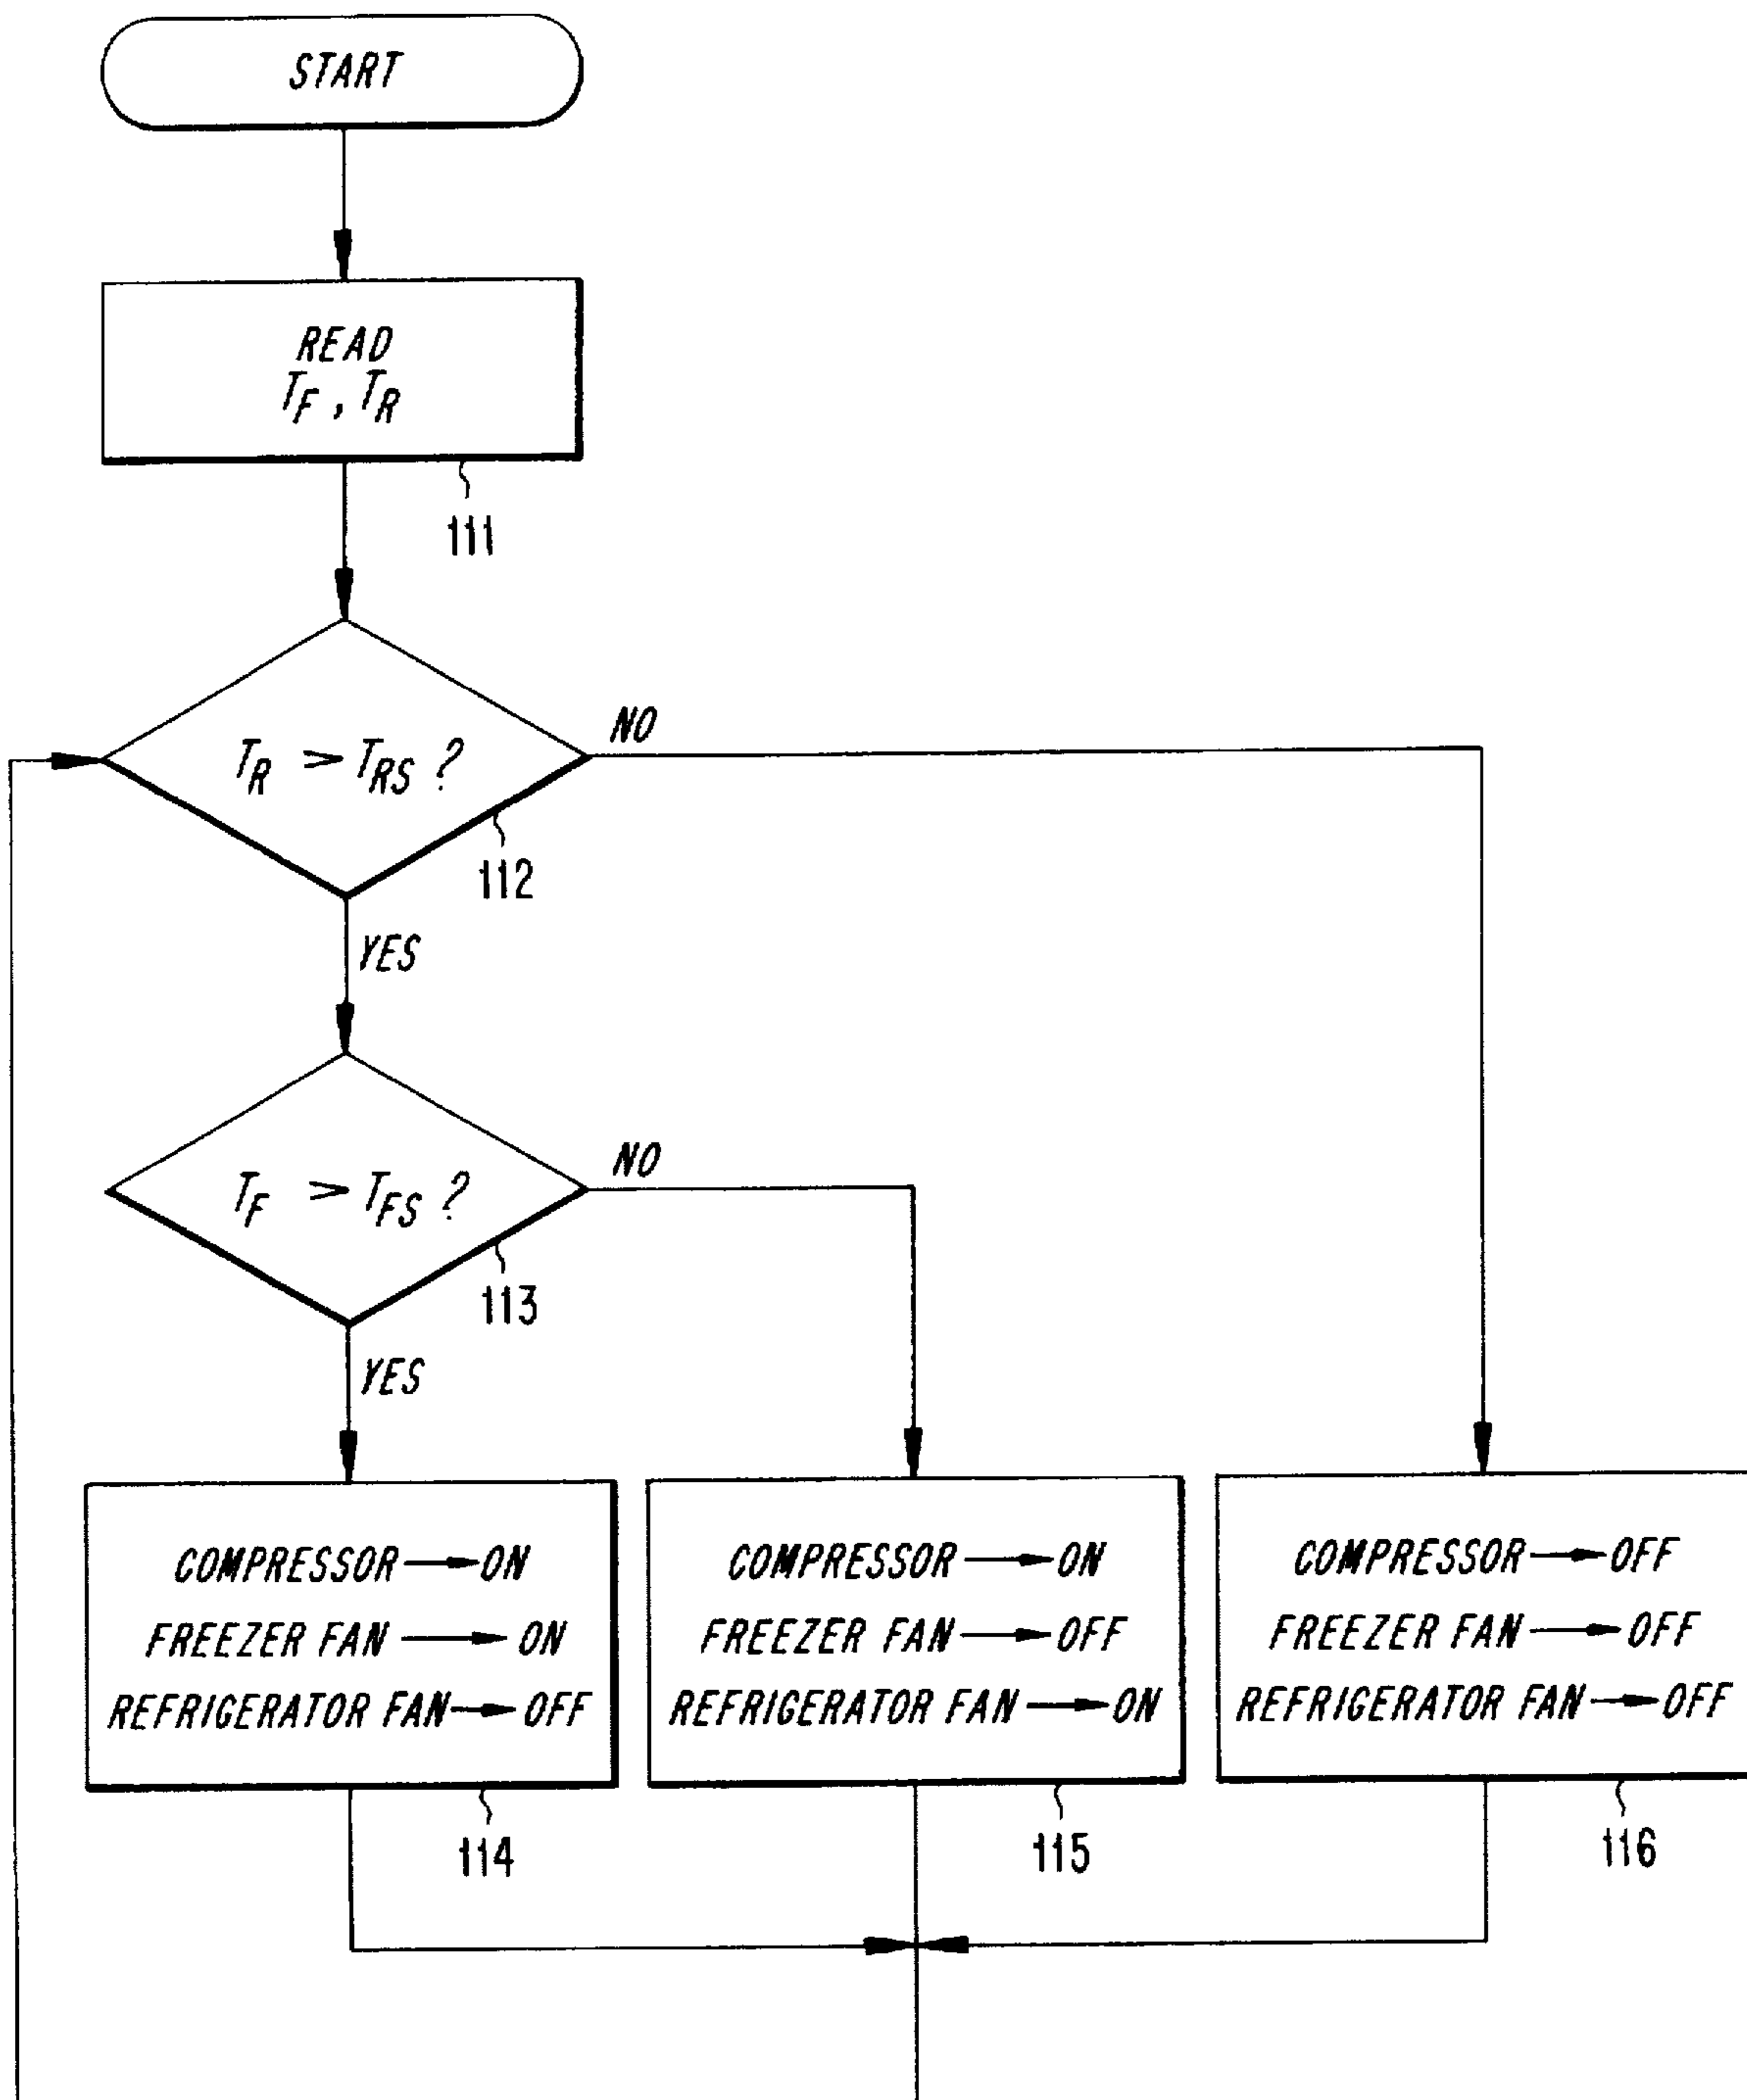 START
READ
T_F, T_R
111
T_R > T_RS ?
NO
112
YES
T_F > T_FS ?
NO
113
YES
COMPRESSOR → ON
FREEZER FAN → ON
REFRIGERATOR FAN → OFF
114
COMPRESSOR → ON
FREEZER FAN → OFF
REFRIGERATOR FAN → ON
115
COMPRESSOR → OFF
FREEZER FAN → OFF
REFRIGERATOR FAN → OFF
116